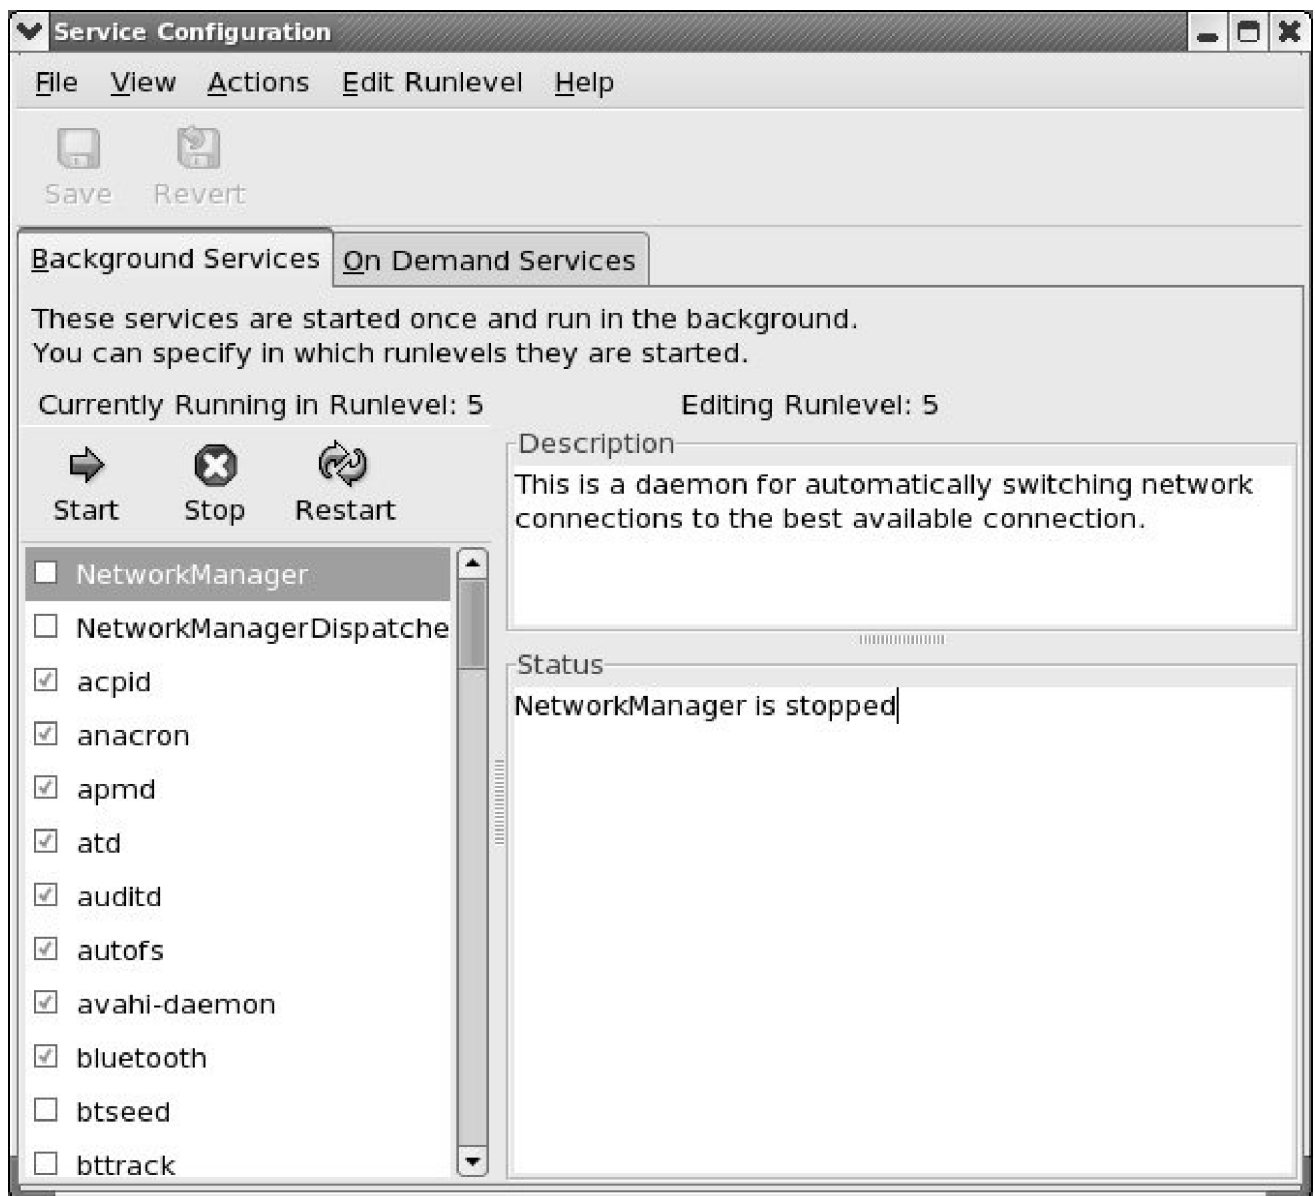 Service Configuration
File View Actions Edit Runlevel Help
Save Revert
Background Services On Demand Services
These services are started once and run in the background.
You can specify in which runlevels they are started.
Currently Running in Runlevel: 5 Editing Runlevel: 5
Start Stop Restart
NetworkManager
NetworkManagerDispatche
acpid
anacron
apmd
atd
auditd
autofs
avahi-daemon
bluetooth
btseed
bttrack
Description
This is a daemon for automatically switching network
connections to the best available connection.
Status
NetworkManager is stopped